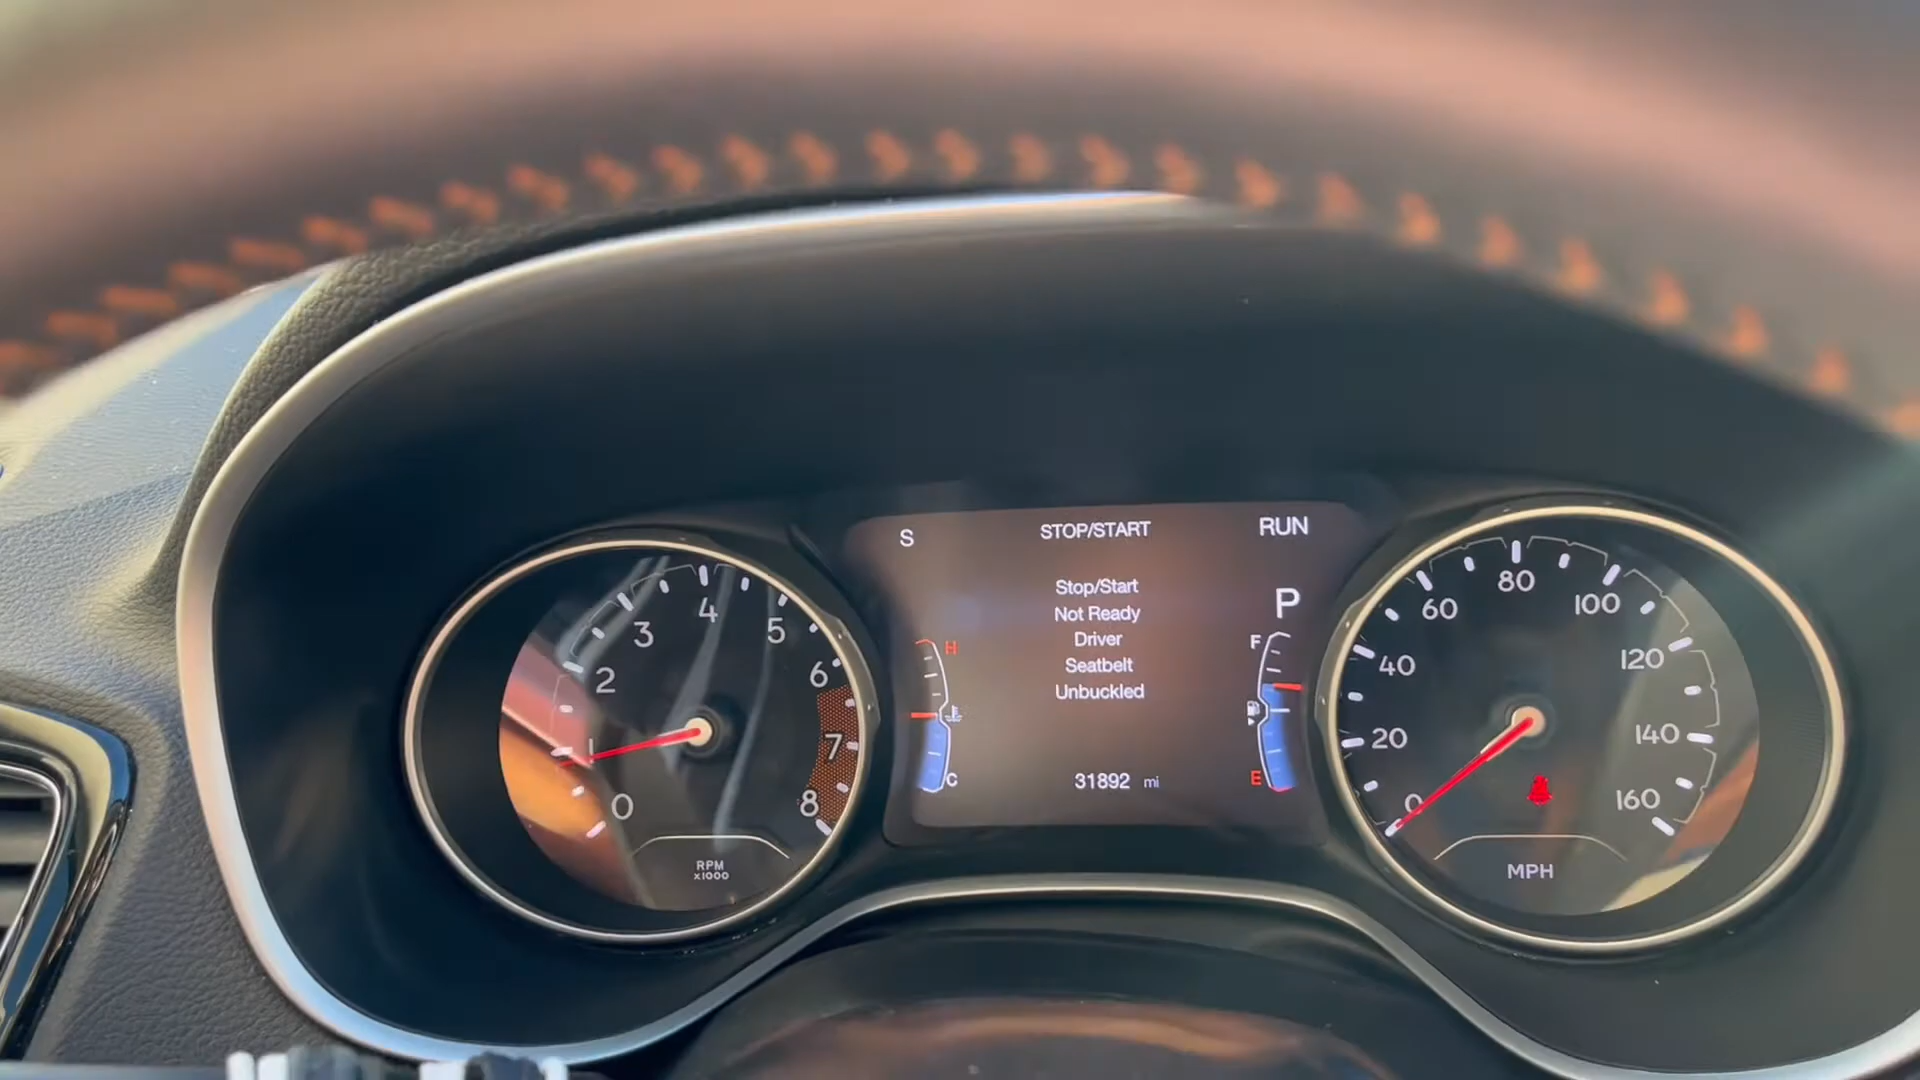 S
STOP/START
RUN
Stop/Start
Not Ready
Driver
Seatbelt
Unbuckled
P
H
C
F
E
31892 mi
0
1
2
3
4
5
6
7
8
RPM
x1000
0
20
40
60
80
100
120
140
160
MPH